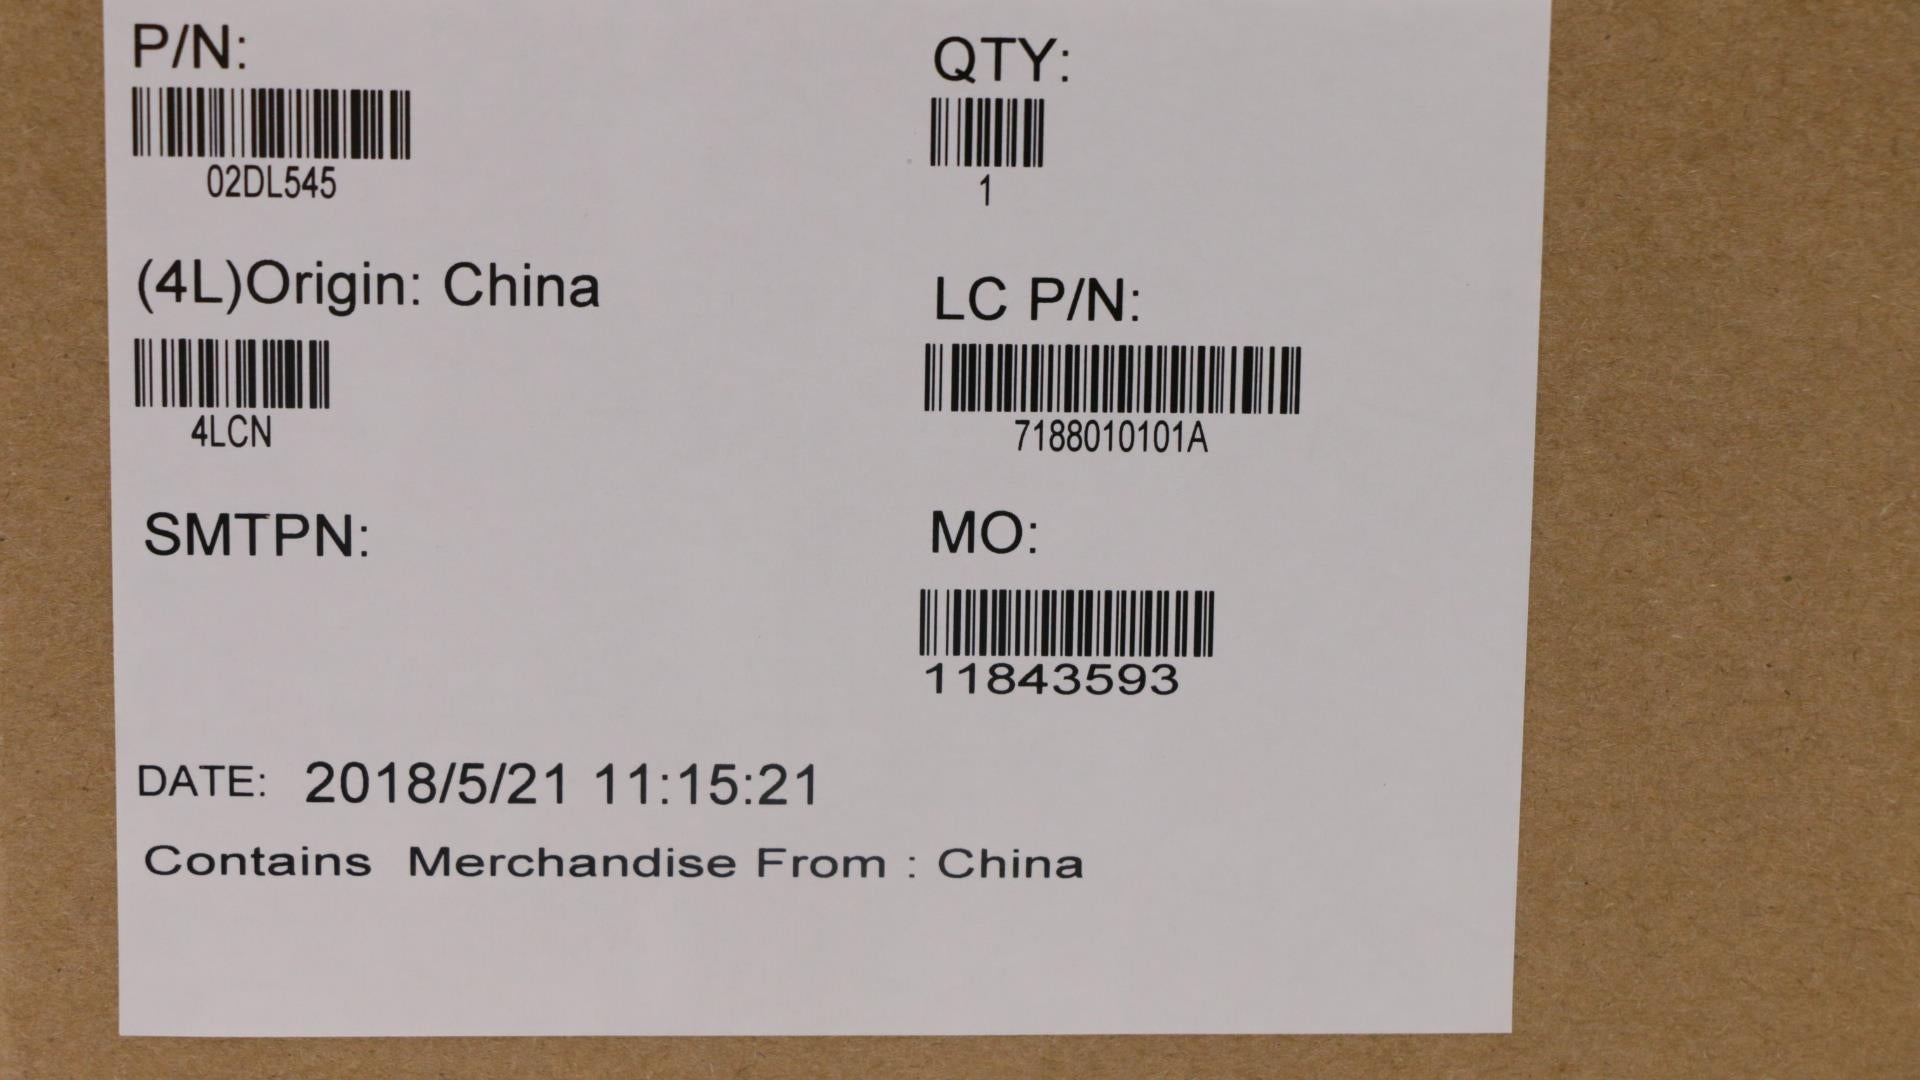 P/N:
QTY:
02DL545
1
(4L)Origin: China
LC P/N:
4LCN
7188010101A
SMTPN:
MO:
11843593
DATE: 2018/5/21 11:15:21
Contains Merchandise From : China